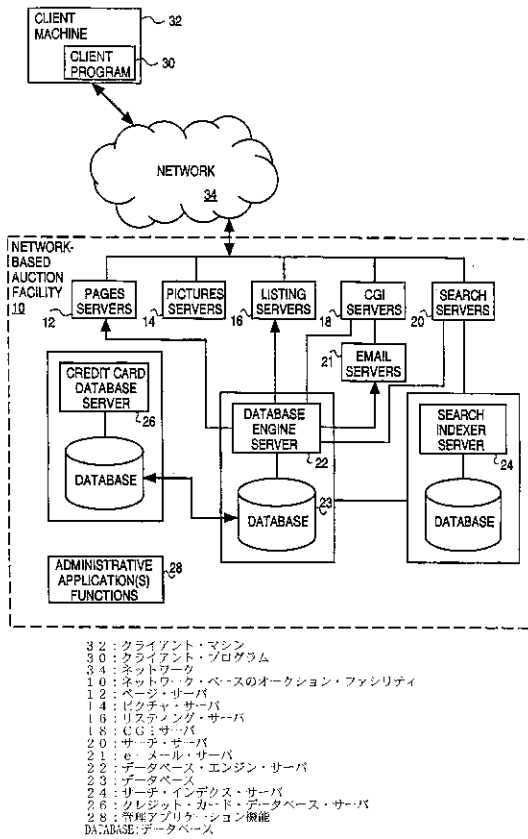 CLIENT
MACHINE
32
CLIENT
PROGRAM
30
NETWORK
34
NETWORK-
BASED
AUCTION
FACILITY
10
PAGES
SERVERS
12
PICTURES
SERVERS
14
LISTING
SERVERS
16
CGI
SERVERS
18
SEARCH
SERVERS
20
EMAIL
SERVERS
21
CREDIT CARD
DATABASE
SERVER
26
DATABASE
ENGINE
SERVER
22
SEARCH
INDEXER
SERVER
24
DATABASE
DATABASE
23
DATABASE
ADMINISTRATIVE
APPLICATION(S)
FUNCTIONS
28
32:クライアント・マシン
30:クライアント・プログラム
34:ネットワーク
10:ネットワーク・ベースのオークション・ファシリティ
12:ページ・サーバ
14:ピクチャ・サーバ
16:リスティング・サーバ
18:CGIサーバ
20:サーチ・サーバ
21:e-メール・サーバ
22:データベース・エンジン・サーバ
23:データベース
24:サーチ・インデクス・サーバ
26:クレジット・カード・データベース・サーバ
28:管理アプリケーション機能
DATABASE:データベース